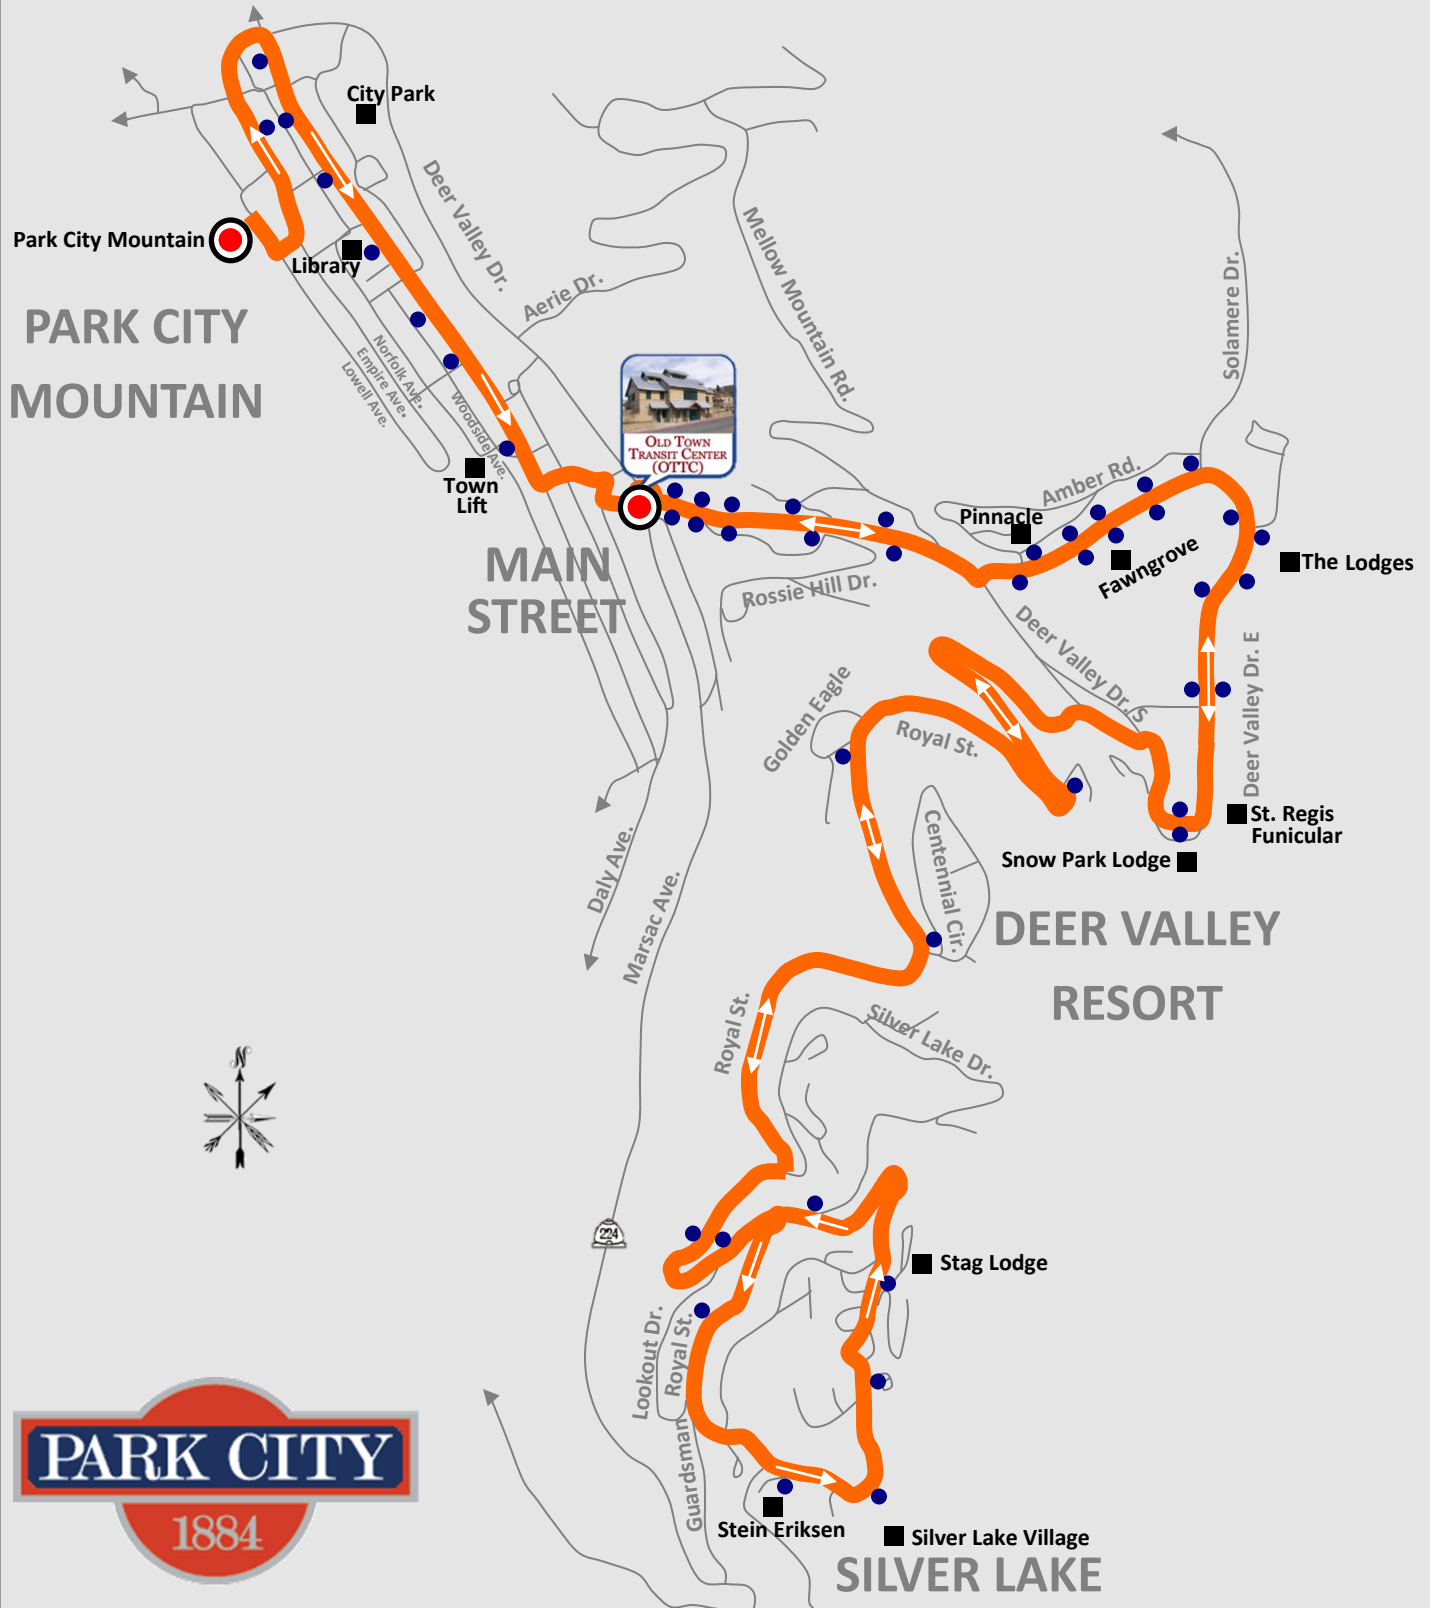 City Park
Park City Mountain
Library
PARK CITY
MOUNTAIN
Deer Valley Dr.
Aerie Dr.
Mellow Mountain Rd.
Solamere Dr.
Norfolk Ave.
Empire Ave.
Lowell Ave.
Woodside Ave.
OLD TOWN
TRANSIT CENTER
(OTTC)
Town
Lift
MAIN
STREET
Amber Rd.
Pinnacle
Fawngrove
The Lodges
Rossie Hill Dr.
Deer Valley Dr. S
Deer Valley Dr. E
Golden Eagle
Royal St.
St. Regis
Funicular
Snow Park Lodge
Centennial Cir.
DEER VALLEY
RESORT
Daly Ave.
Marsac Ave.
Royal St.
Silver Lake Dr.
N
224
Stag Lodge
Lookout Dr.
Royal St.
Guardsman
Stein Eriksen
Silver Lake Village
SILVER LAKE
PARK CITY
1884